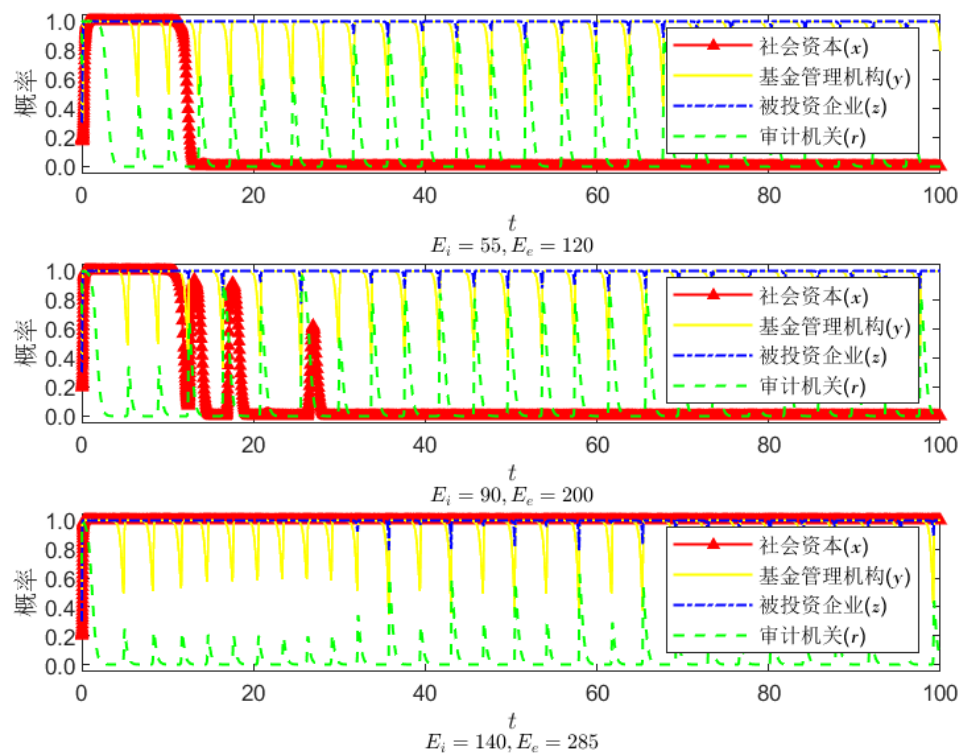 1.0
0.8
0.6
0.4
0.2
0.0
概率
社会资本(x)
基金管理机构(y)
被投资企业(z)
审计机关(r)
0 20 40 60 80 100
t
E_i = 55, E_e = 120
1.0
0.8
0.6
0.4
0.2
0.0
概率
社会资本(x)
基金管理机构(y)
被投资企业(z)
审计机关(r)
0 20 40 60 80 100
t
E_i = 90, E_e = 200
1.0
0.8
0.6
0.4
0.2
0.0
概率
社会资本(x)
基金管理机构(y)
被投资企业(z)
审计机关(r)
0 20 40 60 80 100
t
E_i = 140, E_e = 285